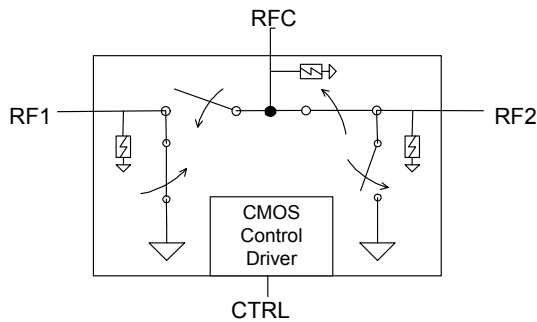 RFC
RF1
RF2
CMOS
Control
Driver
CTRL